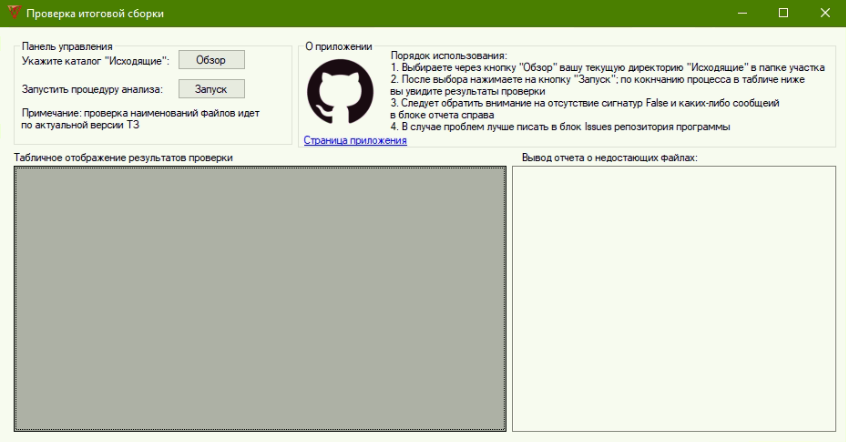 Проверка итоговой сборки
Панель управления
Укажите каталог "Исходящие":
Обзор
Запустить процедуру анализа:
Запуск
Примечание: проверка наименований файлов идет
по актуальной версии ТЗ
О приложении
Страница приложения
Порядок использования:
1. Выбираете через кнопку "Обзор" вашу текущую директорию "Исходящие" в папке участка
2. После выбора нажимаете на кнопку "Запуск"; по кокнчанию процесса в табличе ниже
вы увидите результаты проверки
3. Следует обратить внимание на отсутствие сигнатур False и каких-либо сообщеий
в блоке отчета справа
4. В случае проблем лучше писать в блок Issues репозитория программы
Табличное отображение результатов проверки
Вывод отчета о недостающих файлах: